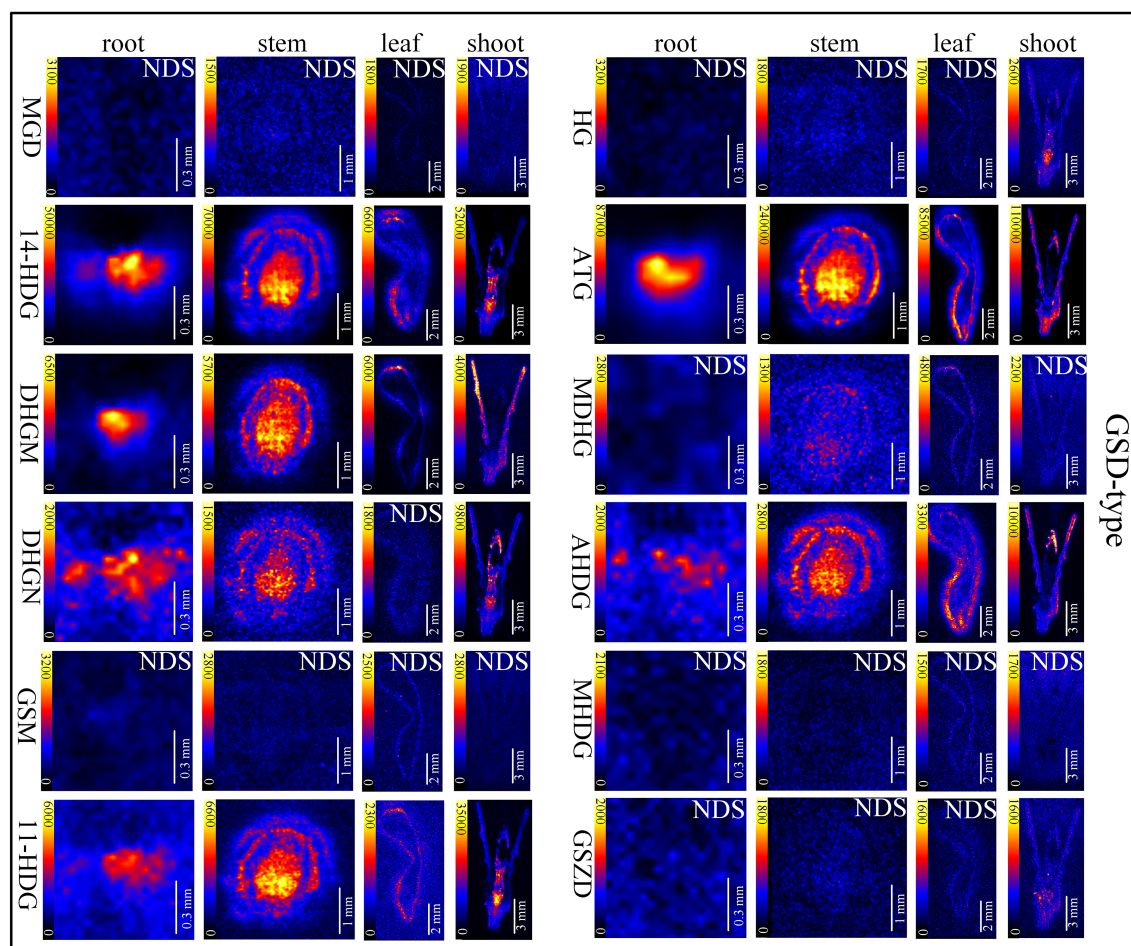 root stem leaf shoot root stem leaf shoot
GSD-type
MGD
3100 NDS 0 0.3 mm
1500 NDS 0 1 mm
1800 NDS 0 2 mm
1900 NDS 0 3 mm
HG
3200 NDS 0 0.3 mm
1800 NDS 0 1 mm
1700 NDS 0 2 mm
2600 0 3 mm
14-HDG
50000 0 0.3 mm
70000 0 1 mm
6600 0 2 mm
52000 0 3 mm
ATG
87000 0 0.3 mm
240000 0 1 mm
85000 0 2 mm
110000 0 3 mm
DHGM
6500 0 0.3 mm
5700 0 1 mm
6000 0 2 mm
4000 0 3 mm
MDHG
2800 NDS 0 0.3 mm
1300 0 1 mm
4800 0 2 mm
2200 NDS 0 3 mm
DHGN
2000 0 0.3 mm
1500 0 1 mm
1800 NDS 0 2 mm
9800 0 3 mm
AHDG
2000 0 0.3 mm
2800 0 1 mm
3300 0 2 mm
10000 0 3 mm
GSM
3200 NDS 0 0.3 mm
2800 NDS 0 1 mm
2500 NDS 0 2 mm
2800 NDS 0 3 mm
MHDG
2100 NDS 0 0.3 mm
1800 NDS 0 1 mm
1500 NDS 0 2 mm
1700 NDS 0 3 mm
11-HDG
6000 0 0.3 mm
6600 0 1 mm
2300 0 2 mm
35000 0 3 mm
GSZD
2000 NDS 0 0.3 mm
1800 NDS 0 1 mm
1600 NDS 0 2 mm
1600 0 3 mm